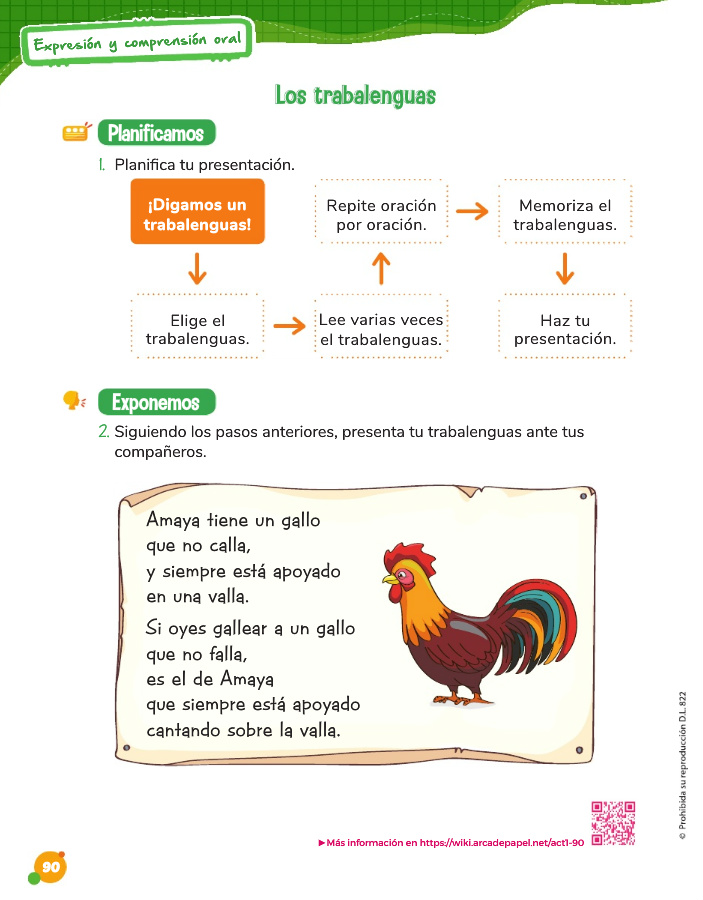 Expresión y comprensión oral
Los trabalenguas
Planificamos
1. Planifica tu presentación.
¡Digamos un
trabalenguas!
Elige el
trabalenguas.
Lee varias veces
el trabalenguas.
Repite oración
por oración.
Memoriza el
trabalenguas.
Haz tu
presentación.
Exponemos
2. Siguiendo los pasos anteriores, presenta tu trabalenguas ante tus
compañeros.
Amaya tiene un gallo
que no calla,
y siempre está apoyado
en una valla.
Si oyes gallear a un gallo
que no falla,
es el de Amaya
que siempre está apoyado
cantando sobre la valla.
© Prohibida su reproducción D.L. 822
▶Más información en https://wiki.arcadepapel.net/act1-90
90